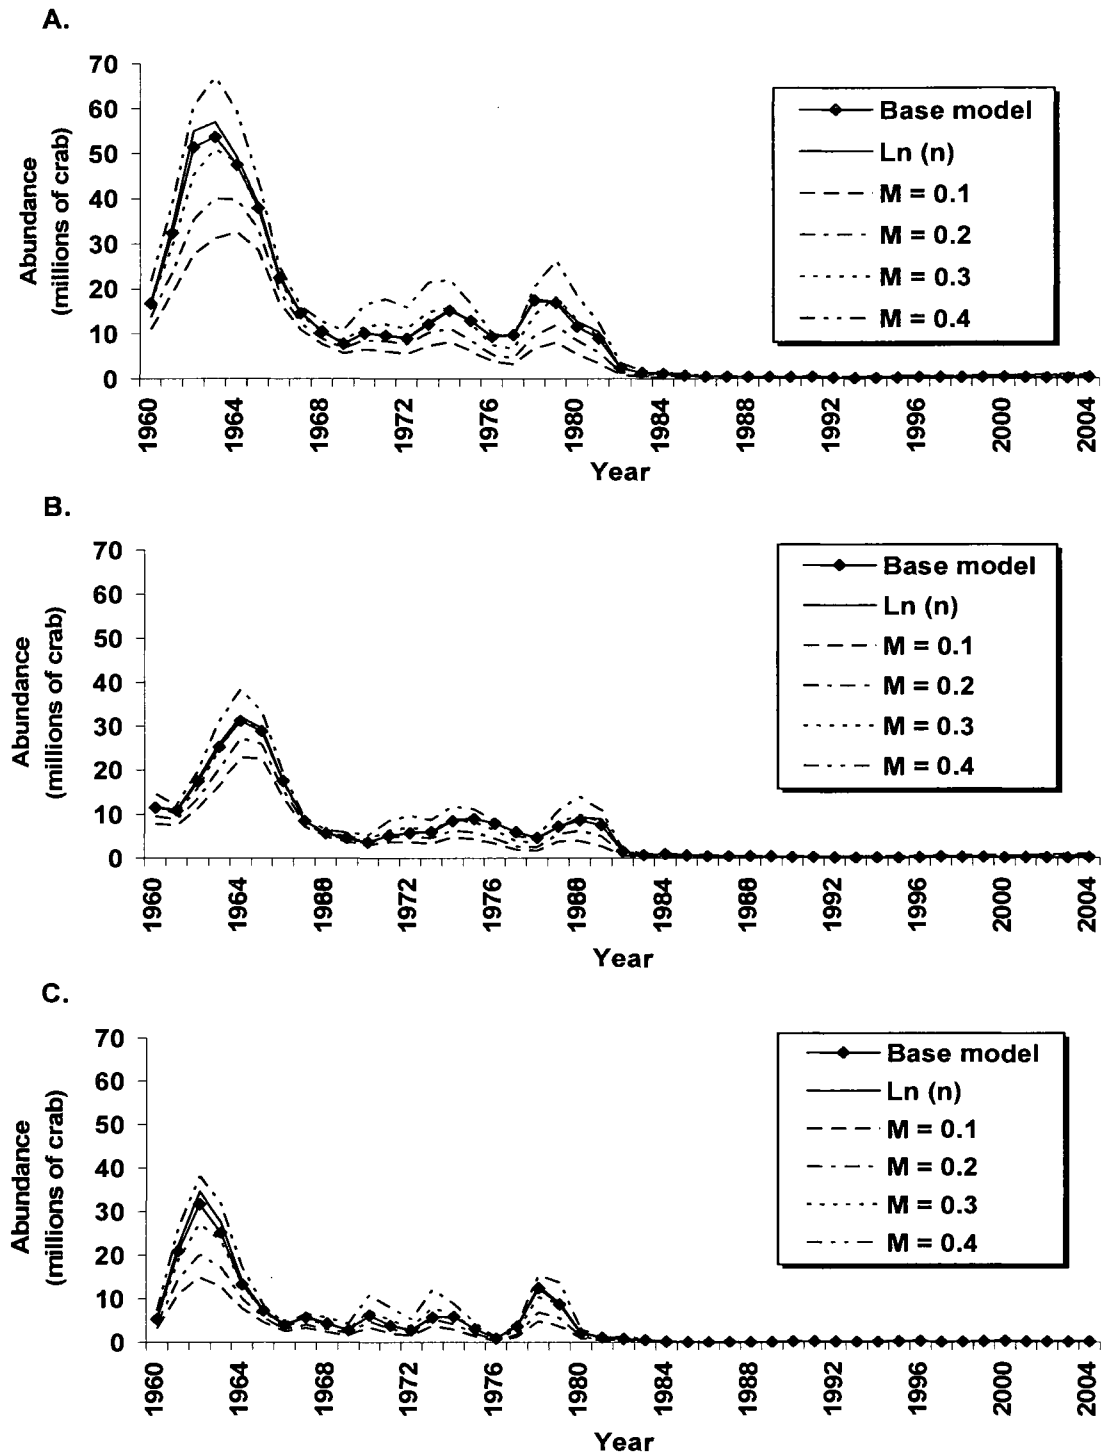 A.
70
60
50
40
30
20
10
0
Abundance
(millions of crab)
1960
1964
1968
1972
1976
1980
1984
1988
1992
1996
2000
2004
Year
Base model
Ln (n)
M = 0.1
M = 0.2
M = 0.3
M = 0.4
B.
70
60
50
40
30
20
10
0
Abundance
(millions of crab)
1960
1964
1968
1972
1976
1980
1984
1988
1992
1996
2000
2004
Year
Base model
Ln (n)
M = 0.1
M = 0.2
M = 0.3
M = 0.4
C.
70
60
50
40
30
20
10
0
Abundance
(millions of crab)
1960
1964
1968
1972
1976
1980
1984
1988
1992
1996
2000
2004
Year
Base model
Ln (n)
M = 0.1
M = 0.2
M = 0.3
M = 0.4